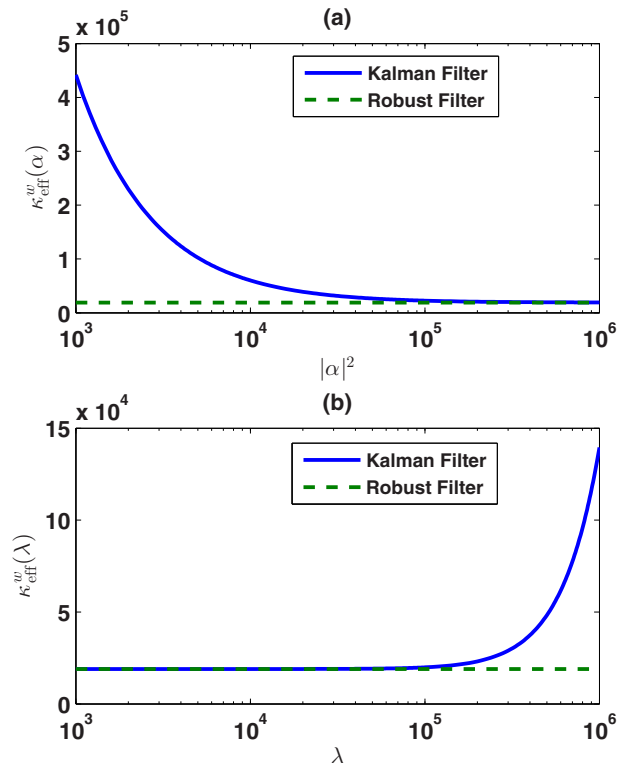 (a)
x 10^5
5
4
3
2
1
0
κ^w_eff(α)
Kalman Filter
Robust Filter
10^3 10^4 10^5 10^6
|α|^2
(b)
x 10^4
15
10
5
0
κ^w_eff(λ)
Kalman Filter
Robust Filter
10^3 10^4 10^5 10^6
λ